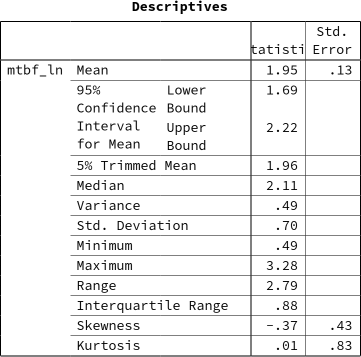 Descriptives
Std.
tatisti Error
mtbf_ln Mean 1.95 .13
95% Lower 1.69
Confidence Bound
Interval Upper 2.22
for Mean Bound
5% Trimmed Mean 1.96
Median 2.11
Variance .49
Std. Deviation .70
Minimum .49
Maximum 3.28
Range 2.79
Interquartile Range .88
Skewness -.37 .43
Kurtosis .01 .83